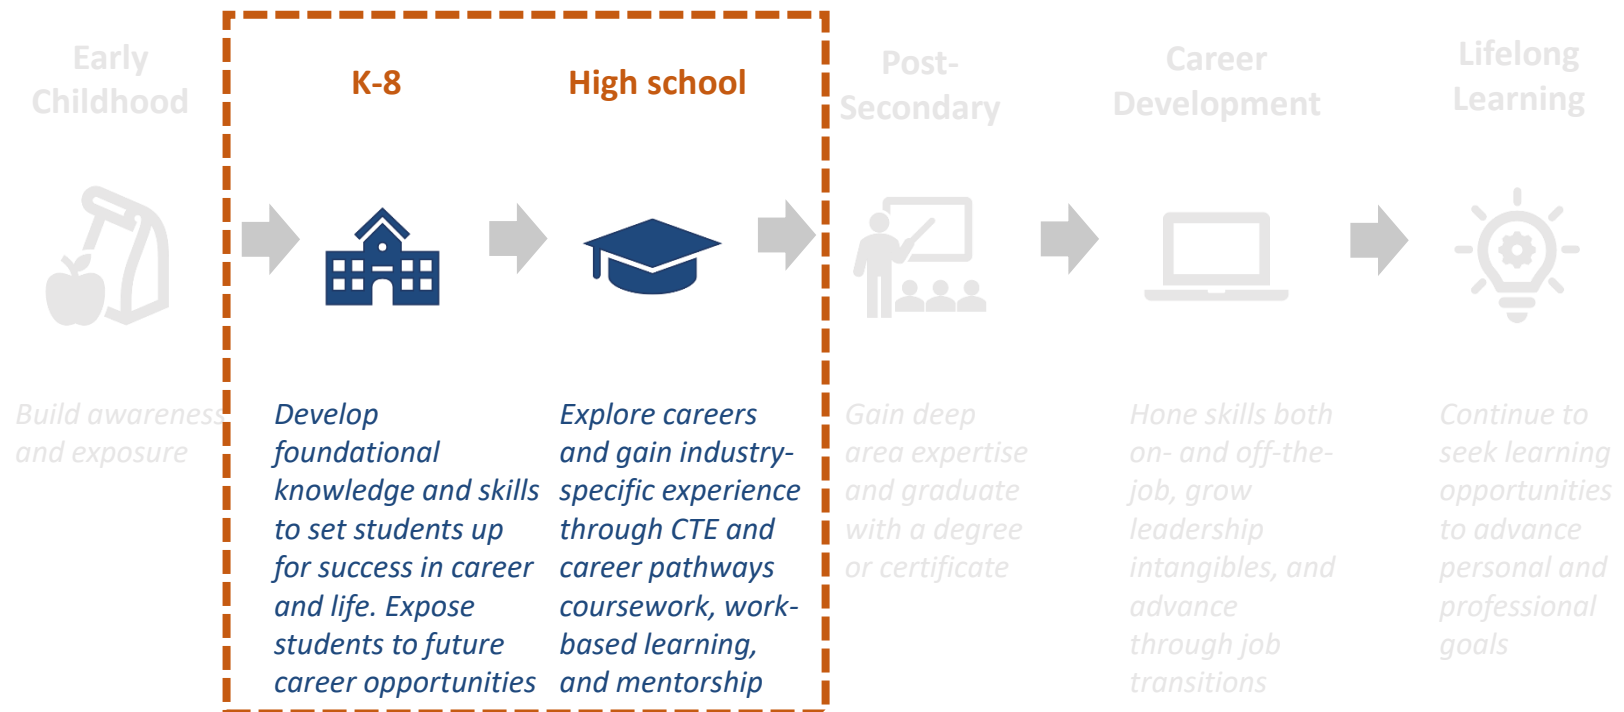 Early
Childhood
K-8
High school
Post-
Secondary
Career
Development
Lifelong
Learning
Build awareness
and exposure
Develop
foundational
knowledge and skills
to set students up
for success in career
and life. Expose
students to future
career opportunities
Explore careers
and gain industry-
specific experience
through CTE and
career pathways
coursework, work-
based learning,
and mentorship
Gain deep
area expertise
and graduate
with a degree
or certificate
Hone skills both
on- and off-the-
job, grow
leadership
intangibles, and
advance
through job
transitions
Continue to
seek learning
opportunities
to advance
personal and
professional
goals